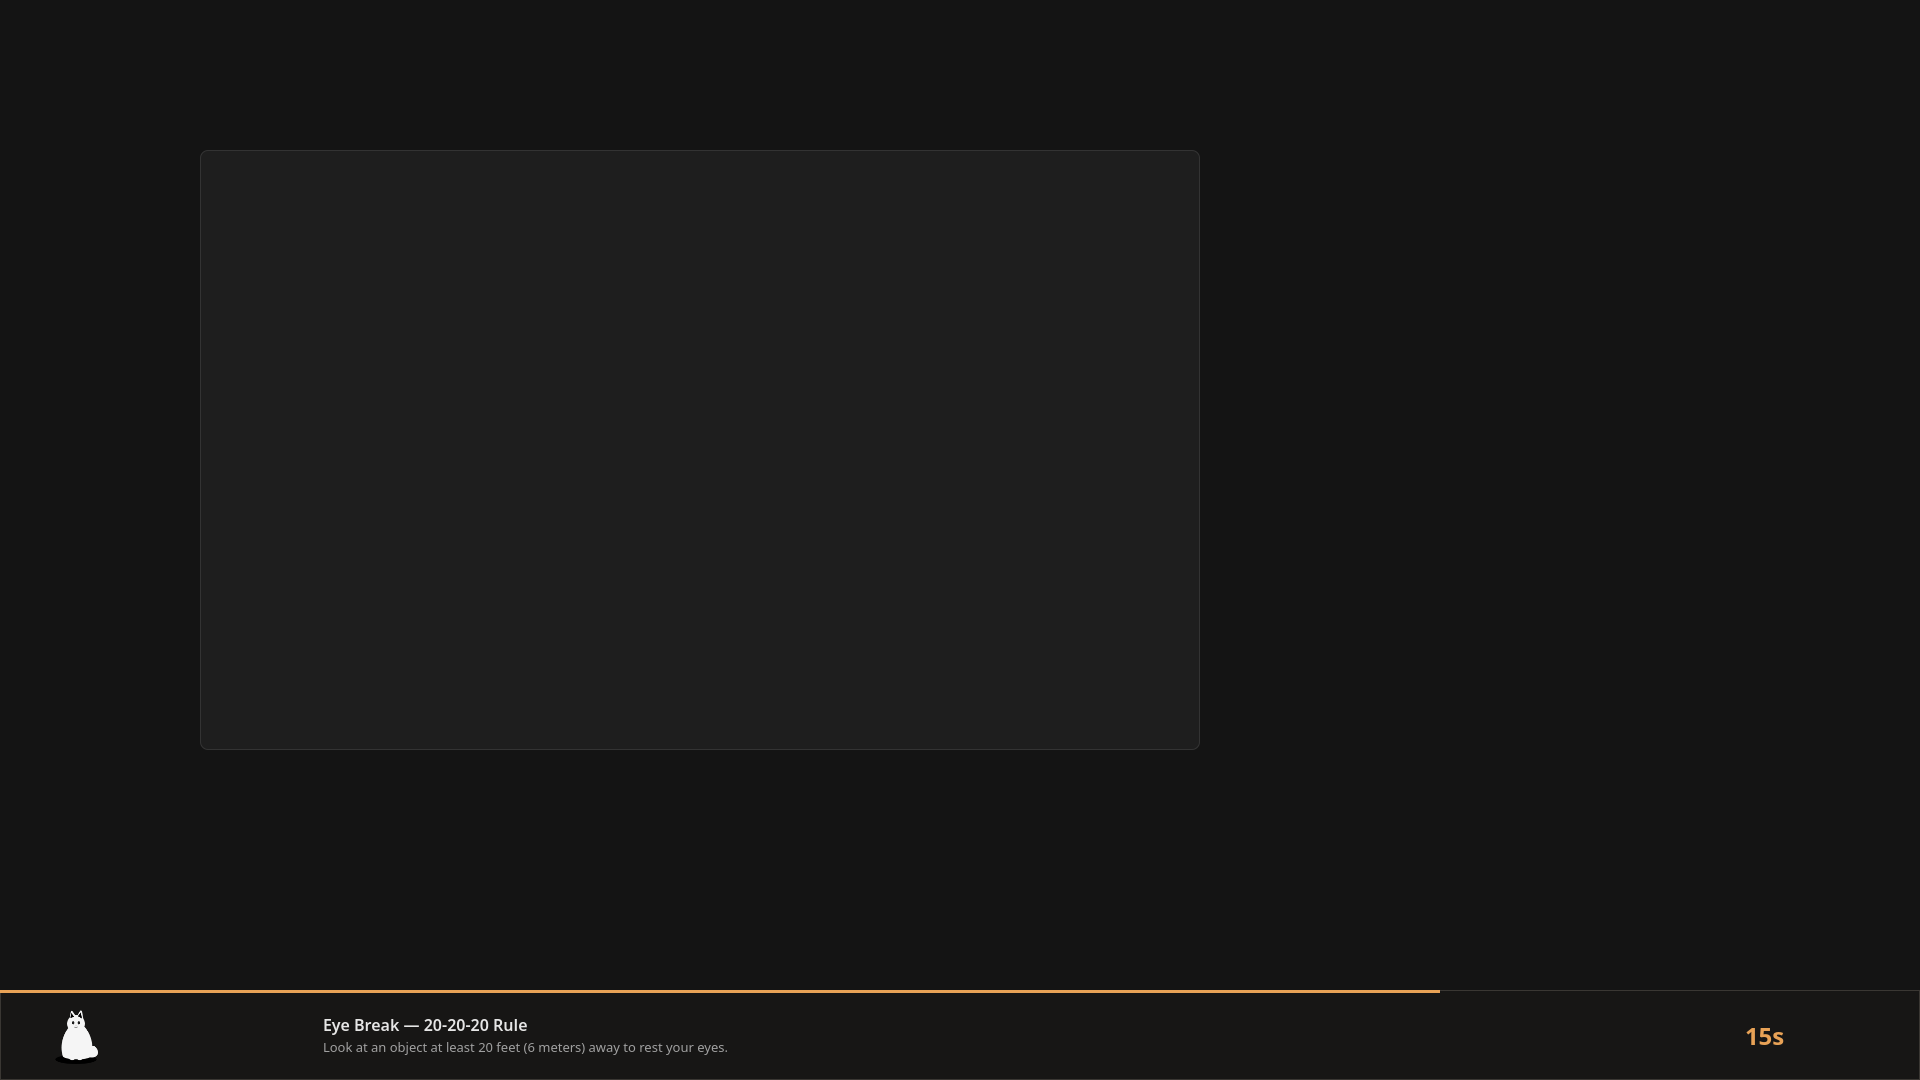 Eye Break — 20-20-20 Rule
Look at an object at least 20 feet (6 meters) away to rest your eyes.
15s